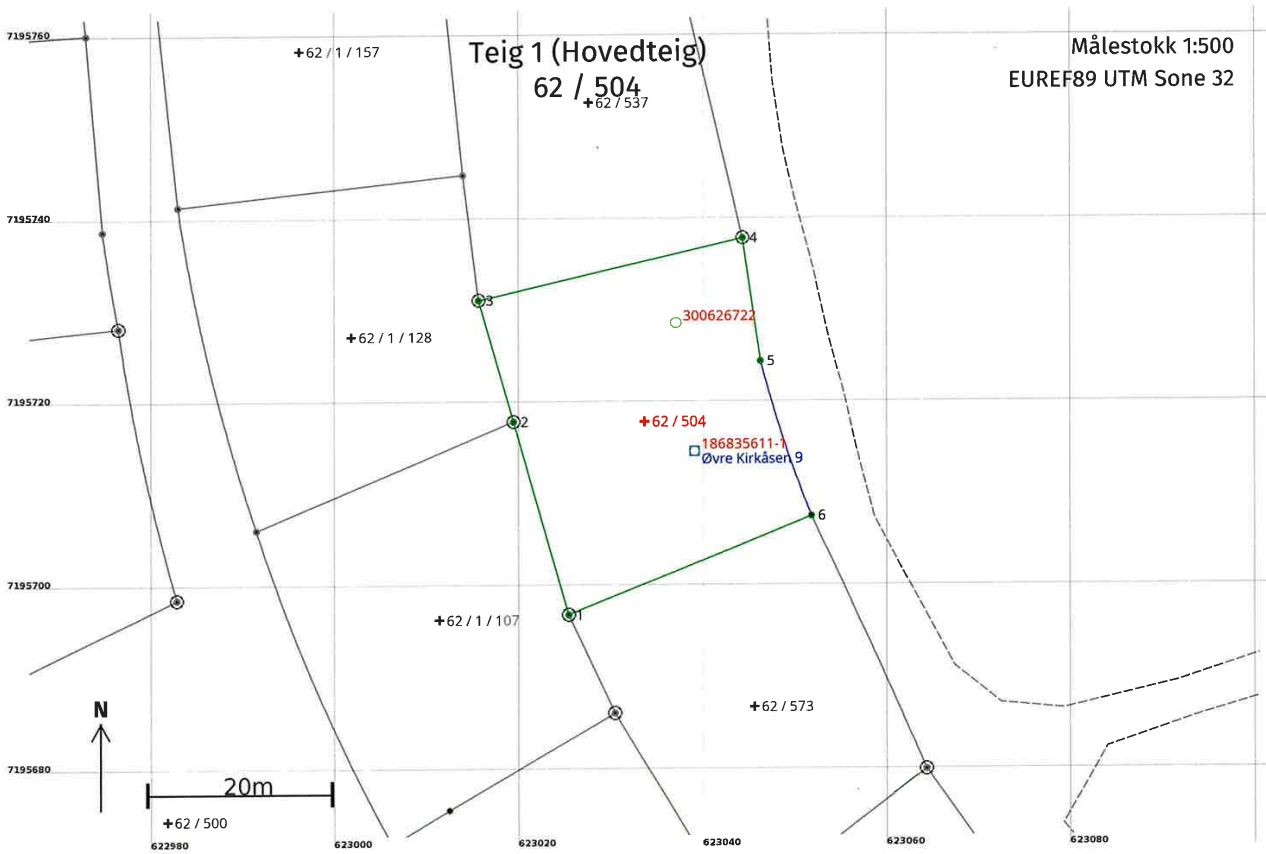 7195760
Teig 1 (Hovedteig)
62 / 504
Målestokk 1:500
EUREF89 UTM Sone 32
+62 / 1 / 157
+62 / 537
7195740
4
3
300626722
+62 / 1 / 128
5
7195720
2
+62 / 504
186835611-1
Øvre Kirkåsen 9
6
7195700
1
+62 / 1 / 107
N
+62 / 573
7195680
20m
+62 / 500
622980
623000
623020
623040
623060
623080